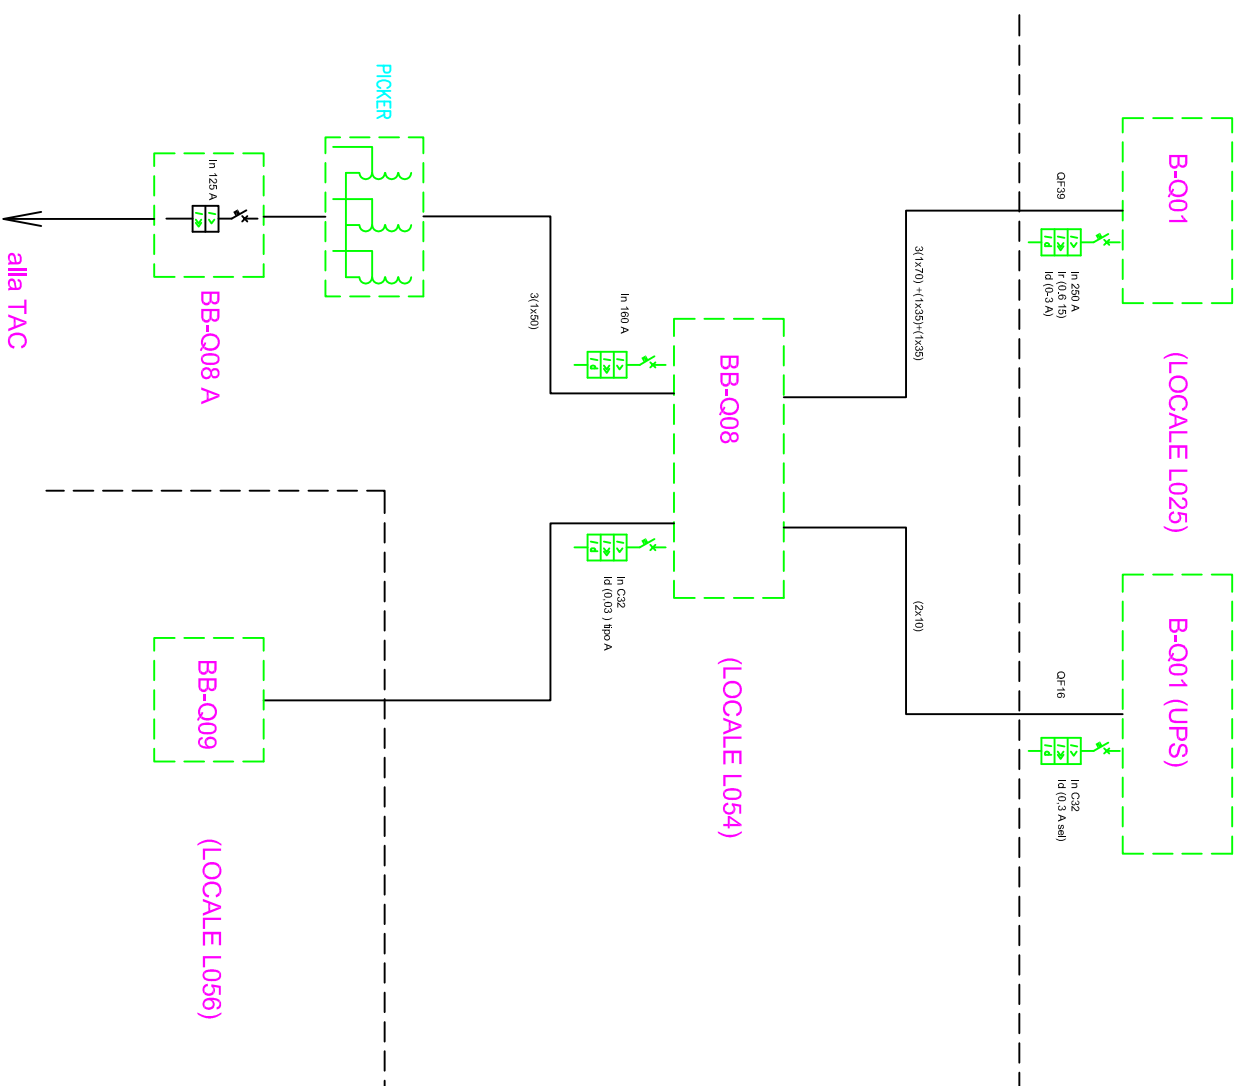 B-Q01
(LOCALE L025)
B-Q01 (UPS)
QF39
In 250 A
Ir (0.6 15)
Id (0-3 A)
QF16
In C32
Id (0,3 A sel)
3(1x70) +(1x35)+(1x35)
(2x10)
BB-Q08
(LOCALE L054)
In 160 A
In C32
Id (0,03 ) tipo A
3(1x50)
PICKER
In 125 A
BB-Q08 A
BB-Q09
(LOCALE L056)
alla TAC